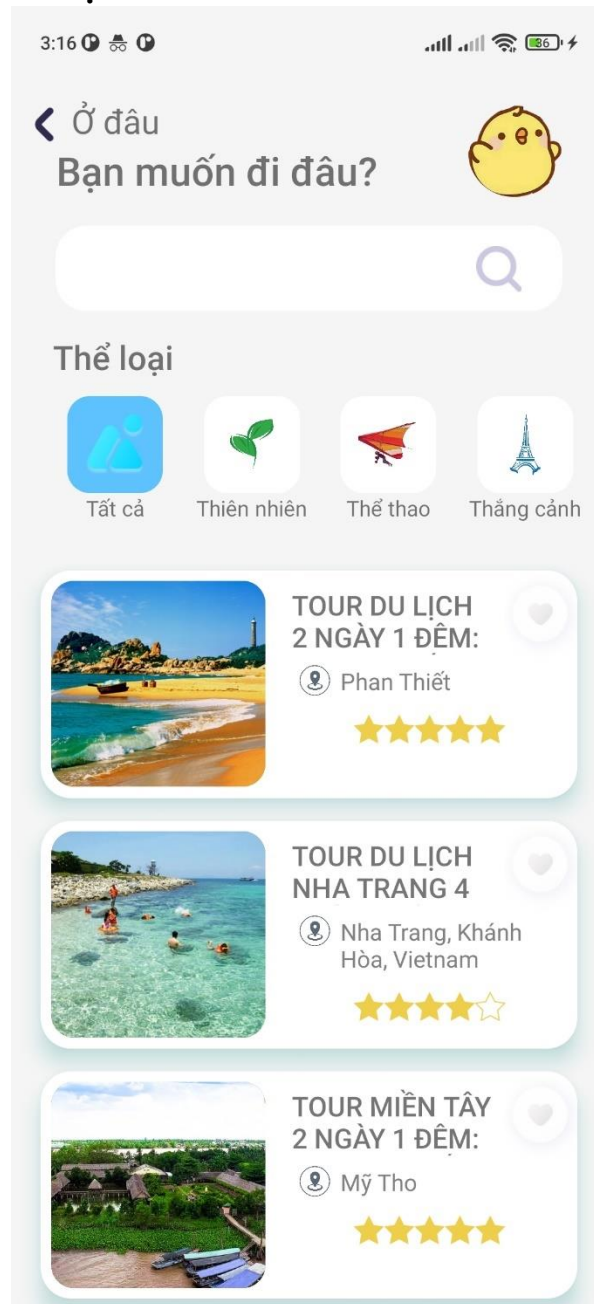 3:16
36
Ở đâu
Bạn muốn đi đâu?
Thể loại
Tất cả
Thiên nhiên
Thể thao
Thắng cảnh
TOUR DU LỊCH
2 NGÀY 1 ĐÊM:
Phan Thiết
TOUR DU LỊCH
NHA TRANG 4
Nha Trang, Khánh
Hòa, Vietnam
TOUR MIỀN TÂY
2 NGÀY 1 ĐÊM:
Mỹ Tho